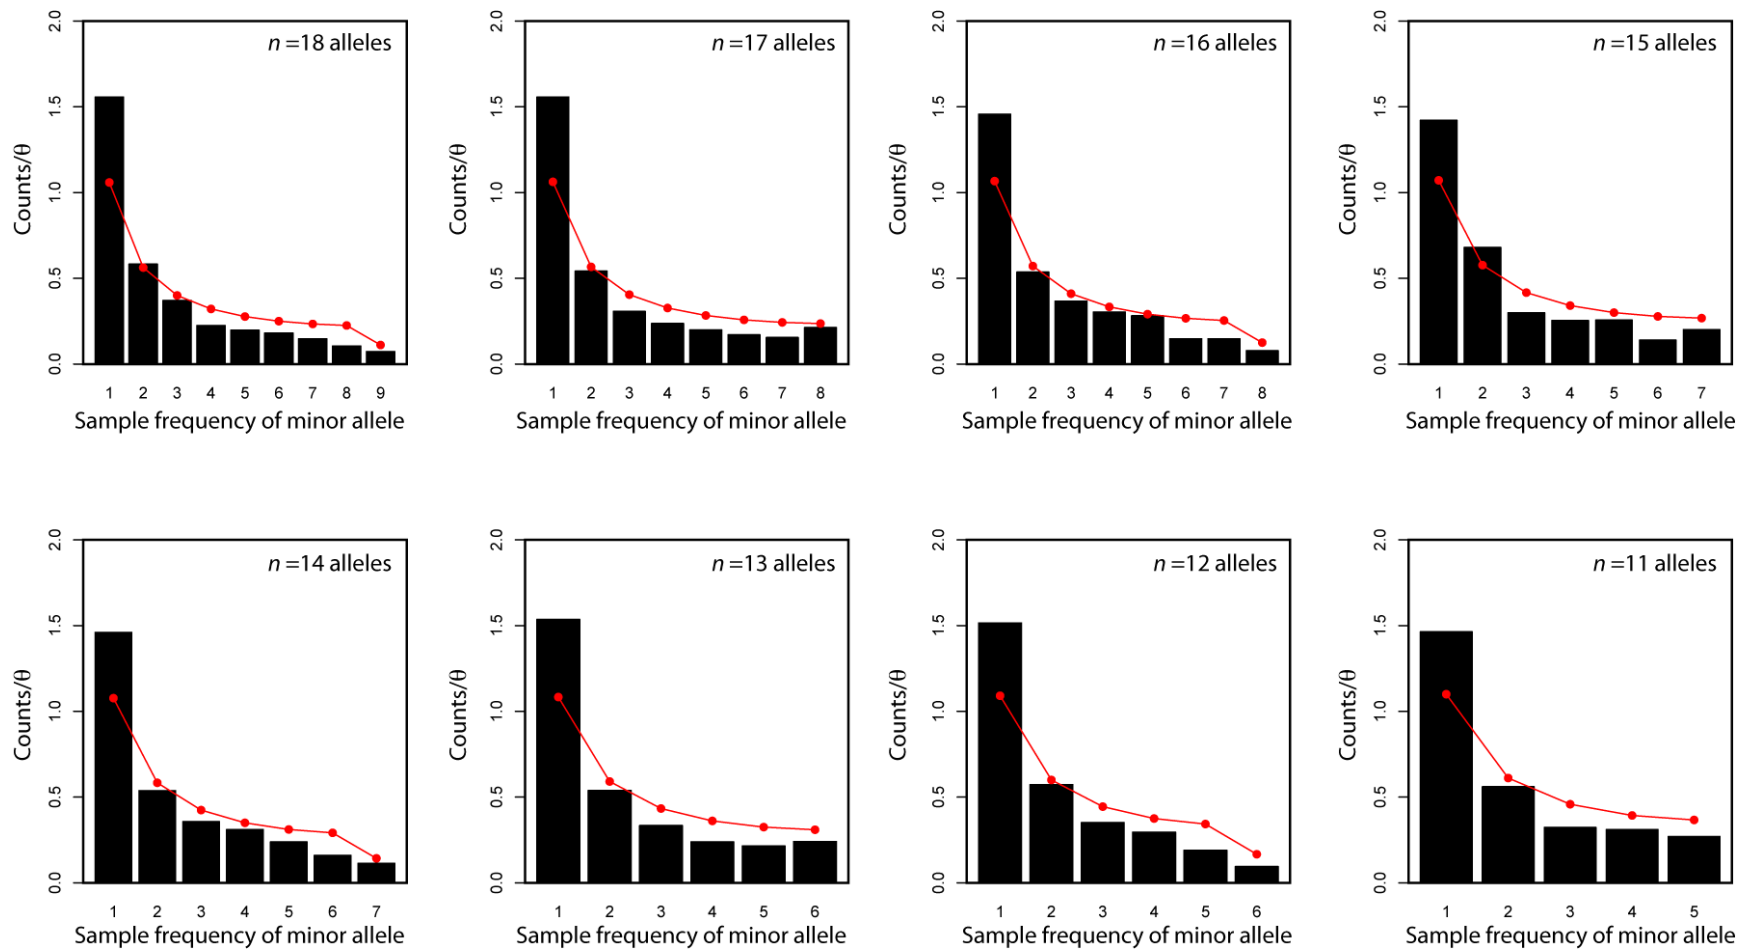 n =18 alleles
Counts/θ
0.0 0.5 1.0 1.5 2.0
1 2 3 4 5 6 7 8 9
Sample frequency of minor allele
n =17 alleles
Counts/θ
0.0 0.5 1.0 1.5 2.0
1 2 3 4 5 6 7 8
Sample frequency of minor allele
n =16 alleles
Counts/θ
0.0 0.5 1.0 1.5 2.0
1 2 3 4 5 6 7 8
Sample frequency of minor allele
n =15 alleles
Counts/θ
0.0 0.5 1.0 1.5 2.0
1 2 3 4 5 6 7
Sample frequency of minor allele
n =14 alleles
Counts/θ
0.0 0.5 1.0 1.5 2.0
1 2 3 4 5 6 7
Sample frequency of minor allele
n =13 alleles
Counts/θ
0.0 0.5 1.0 1.5 2.0
1 2 3 4 5 6
Sample frequency of minor allele
n =12 alleles
Counts/θ
0.0 0.5 1.0 1.5 2.0
1 2 3 4 5 6
Sample frequency of minor allele
n =11 alleles
Counts/θ
0.0 0.5 1.0 1.5 2.0
1 2 3 4 5
Sample frequency of minor allele